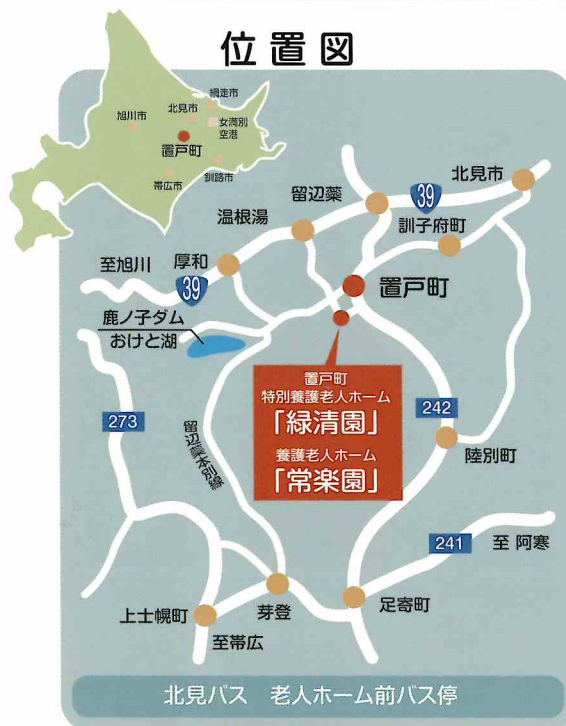 位置図
網走市
旭川市
北見市
女満別
空港
置戸町
帯広市
釧路市
北見市
留辺蘂
39
訓子府町
温根湯
至旭川
厚和
39
置戸町
鹿ノ子ダム
おけと湖
置戸町
特別養護老人ホーム
「緑清園」
養護老人ホーム
「常楽園」
273
留辺蘂本別線
242
陸別町
241
至 阿寒
上士幌町
芽登
足寄町
至帯広
北見バス 老人ホーム前バス停